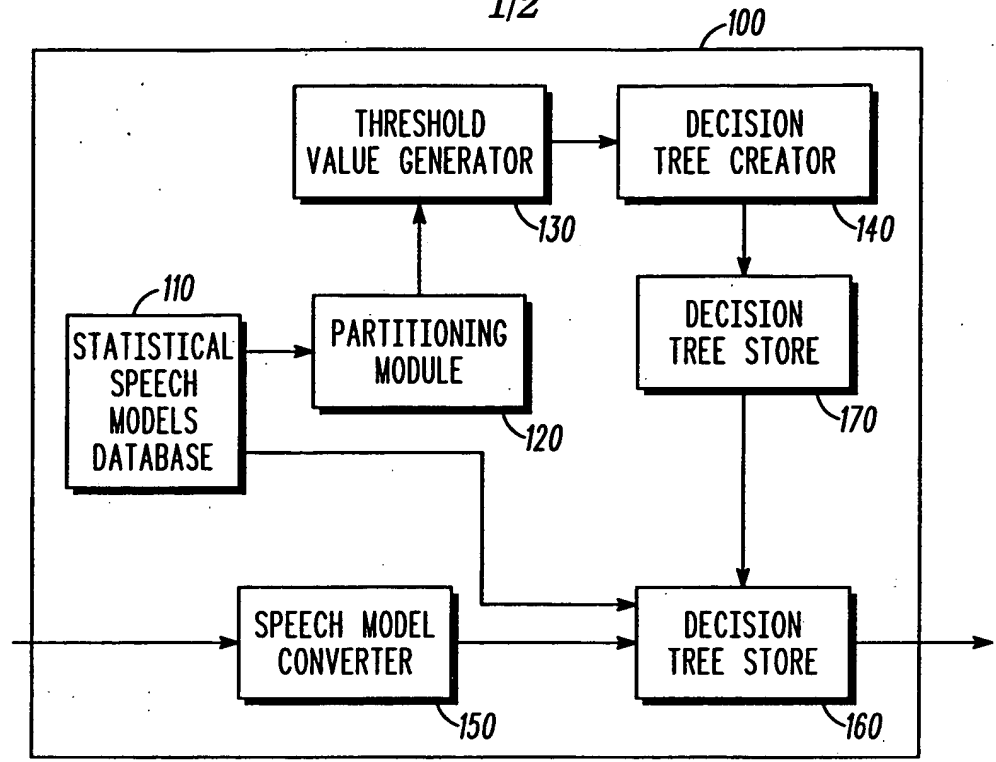 1/2
100
THRESHOLD
VALUE GENERATOR
130
DECISION
TREE CREATOR
140
110
STATISTICAL
SPEECH
MODELS
DATABASE
PARTITIONING
MODULE
120
DECISION
TREE STORE
170
SPEECH MODEL
CONVERTER
150
DECISION
TREE STORE
160